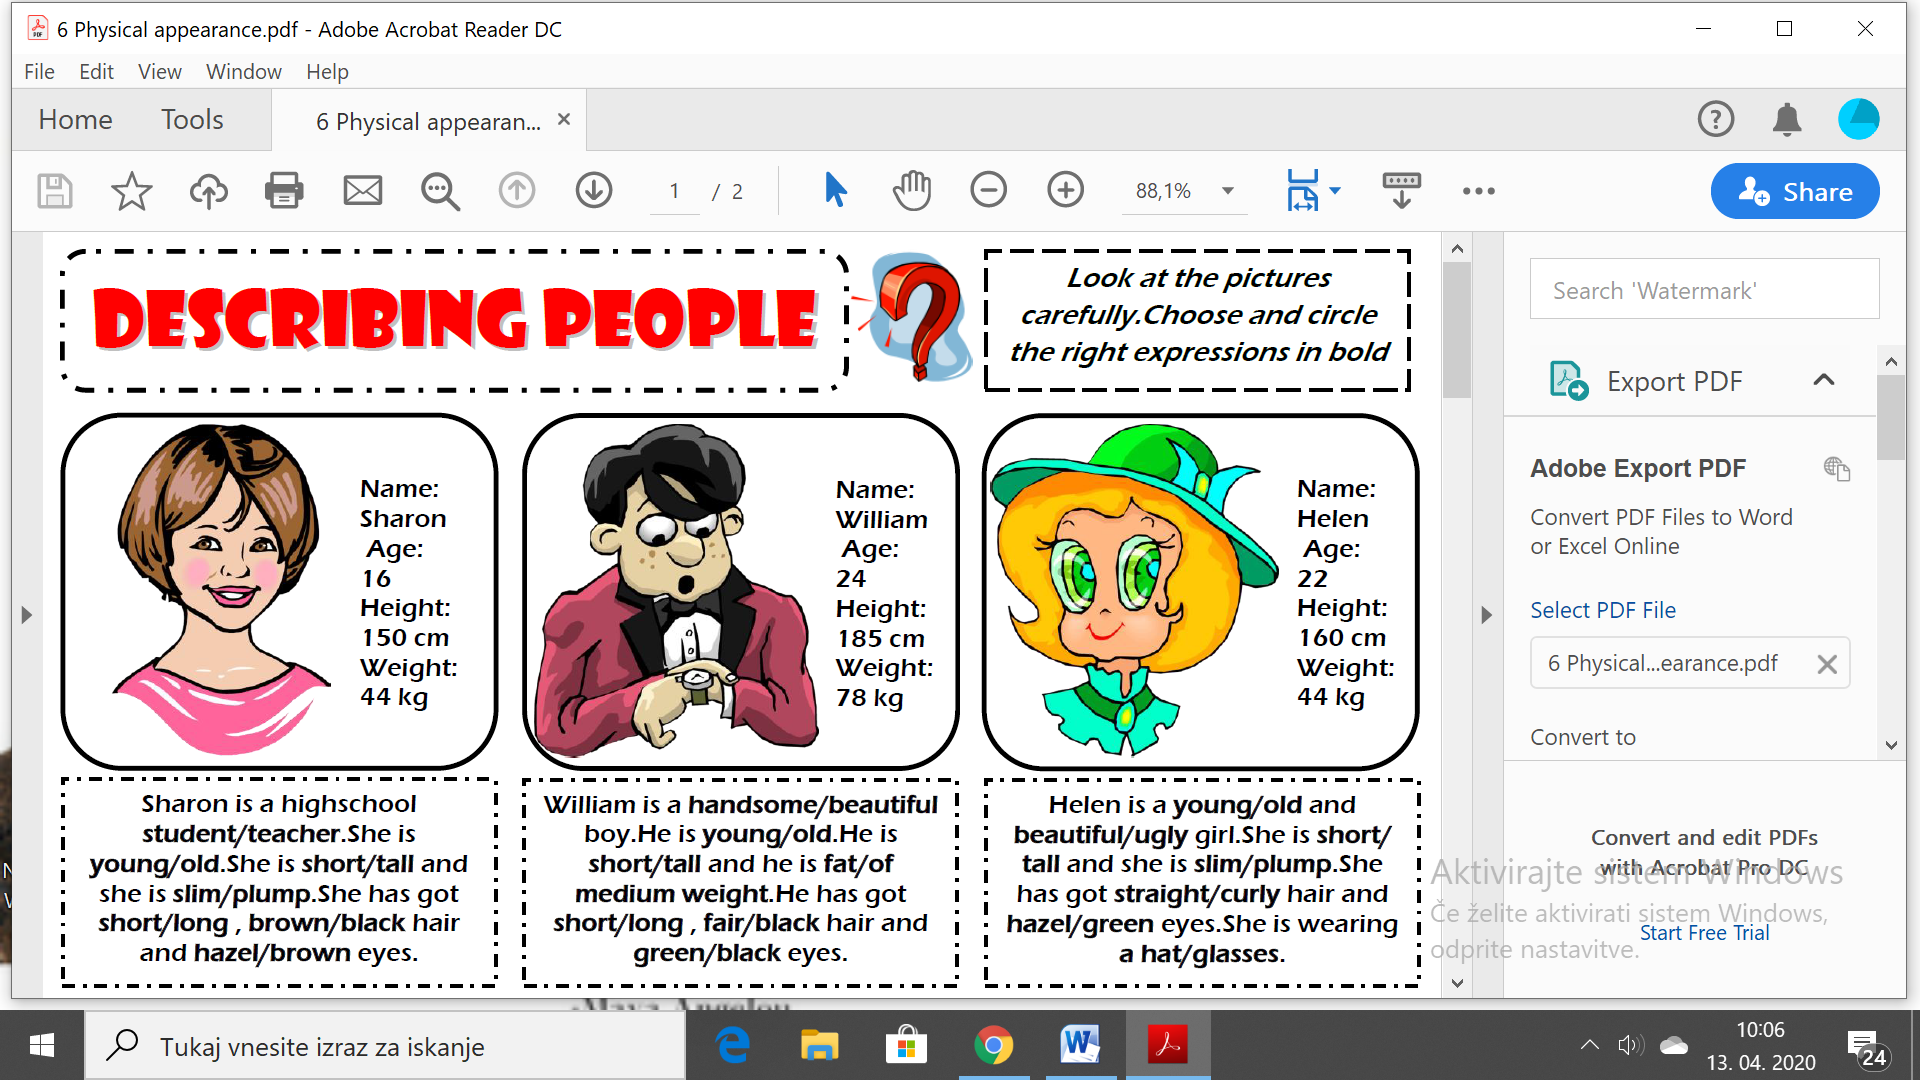 6 Physical appearance.pdf - Adobe Acrobat Reader DC
File Edit View Window Help
Home Tools 6 Physical appearan...
1 / 2 88,1% Share
DESCRIBING PEOPLE
Look at the pictures
carefully.Choose and circle
the right expressions in bold
Name:
Sharon
Age:
16
Height:
150 cm
Weight:
44 kg
Name:
William
Age:
24
Height:
185 cm
Weight:
78 kg
Name:
Helen
Age:
22
Height:
160 cm
Weight:
44 kg
Sharon is a highschool
student/teacher.She is
young/old.She is short/tall and
she is slim/plump.She has got
short/long , brown/black hair
and hazel/brown eyes.
William is a handsome/beautiful
boy.He is young/old.He is
short/tall and he is fat/of
medium weight.He has got
short/long , fair/black hair and
green/black eyes.
Helen is a young/old and
beautiful/ugly girl.She is short/
tall and she is slim/plump.She
has got straight/curly hair and
hazel/green eyes.She is wearing
a hat/glasses.
Search 'Watermark'
Export PDF
Adobe Export PDF
Convert PDF Files to Word
or Excel Online
Select PDF File
6 Physical...earance.pdf
Convert to
Convert and edit PDFs
with Acrobat Pro DC
Start Free Trial
Aktivirajte sistem Windows
Če želite aktivirati sistem Windows,
odprite nastavitve.
Tukaj vnesite izraz za iskanje
10:06
13. 04. 2020
24